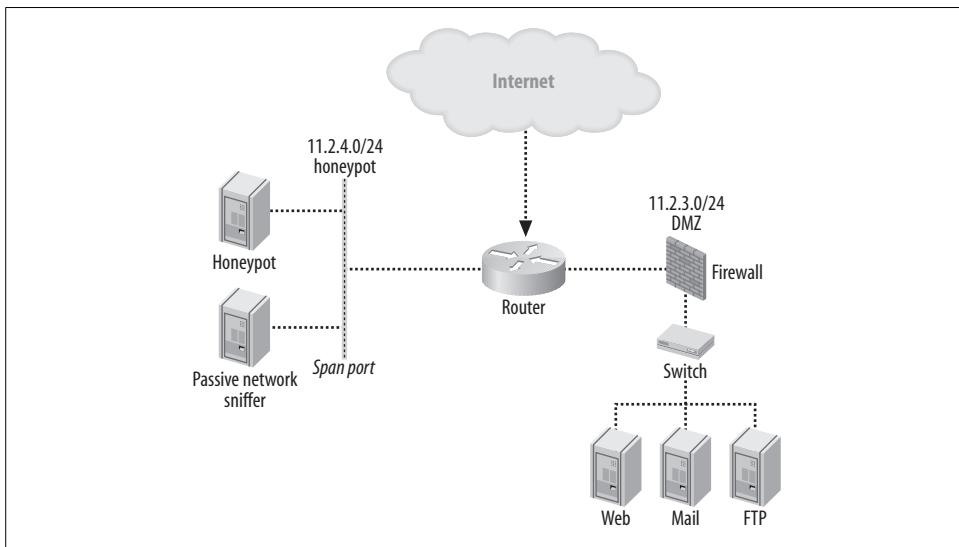 Internet
11.2.4.0/24
honeypot
11.2.3.0/24
DMZ
Honeypot
Firewall
Router
Passive network
sniffer
Span port
Switch
Web
Mail
FTP